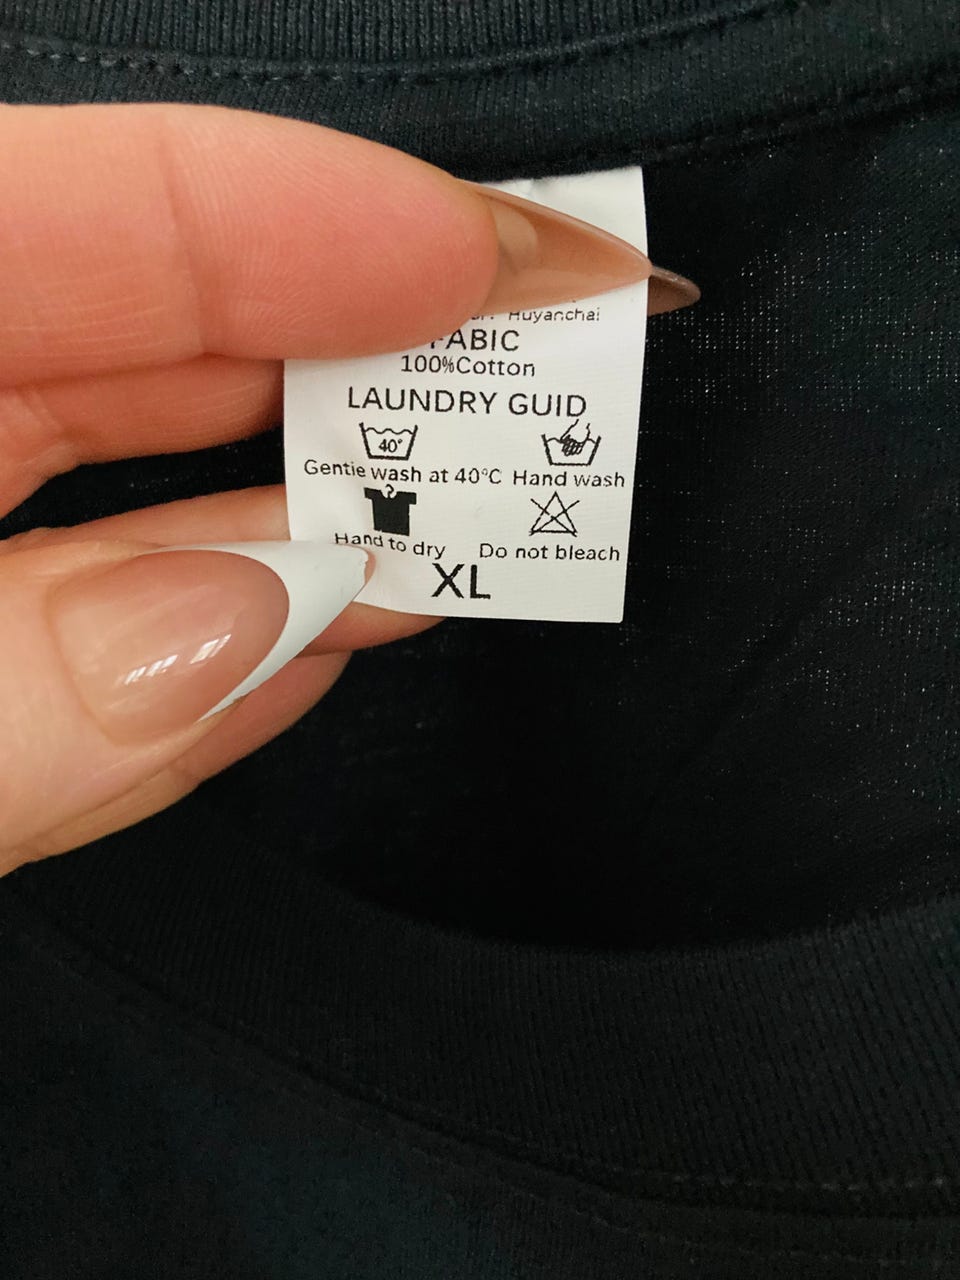 Huyanchai
FABIC
100%Cotton
LAUNDRY GUID
40°
Gentie wash at 40°C Hand wash
Hand to dry Do not bleach
XL